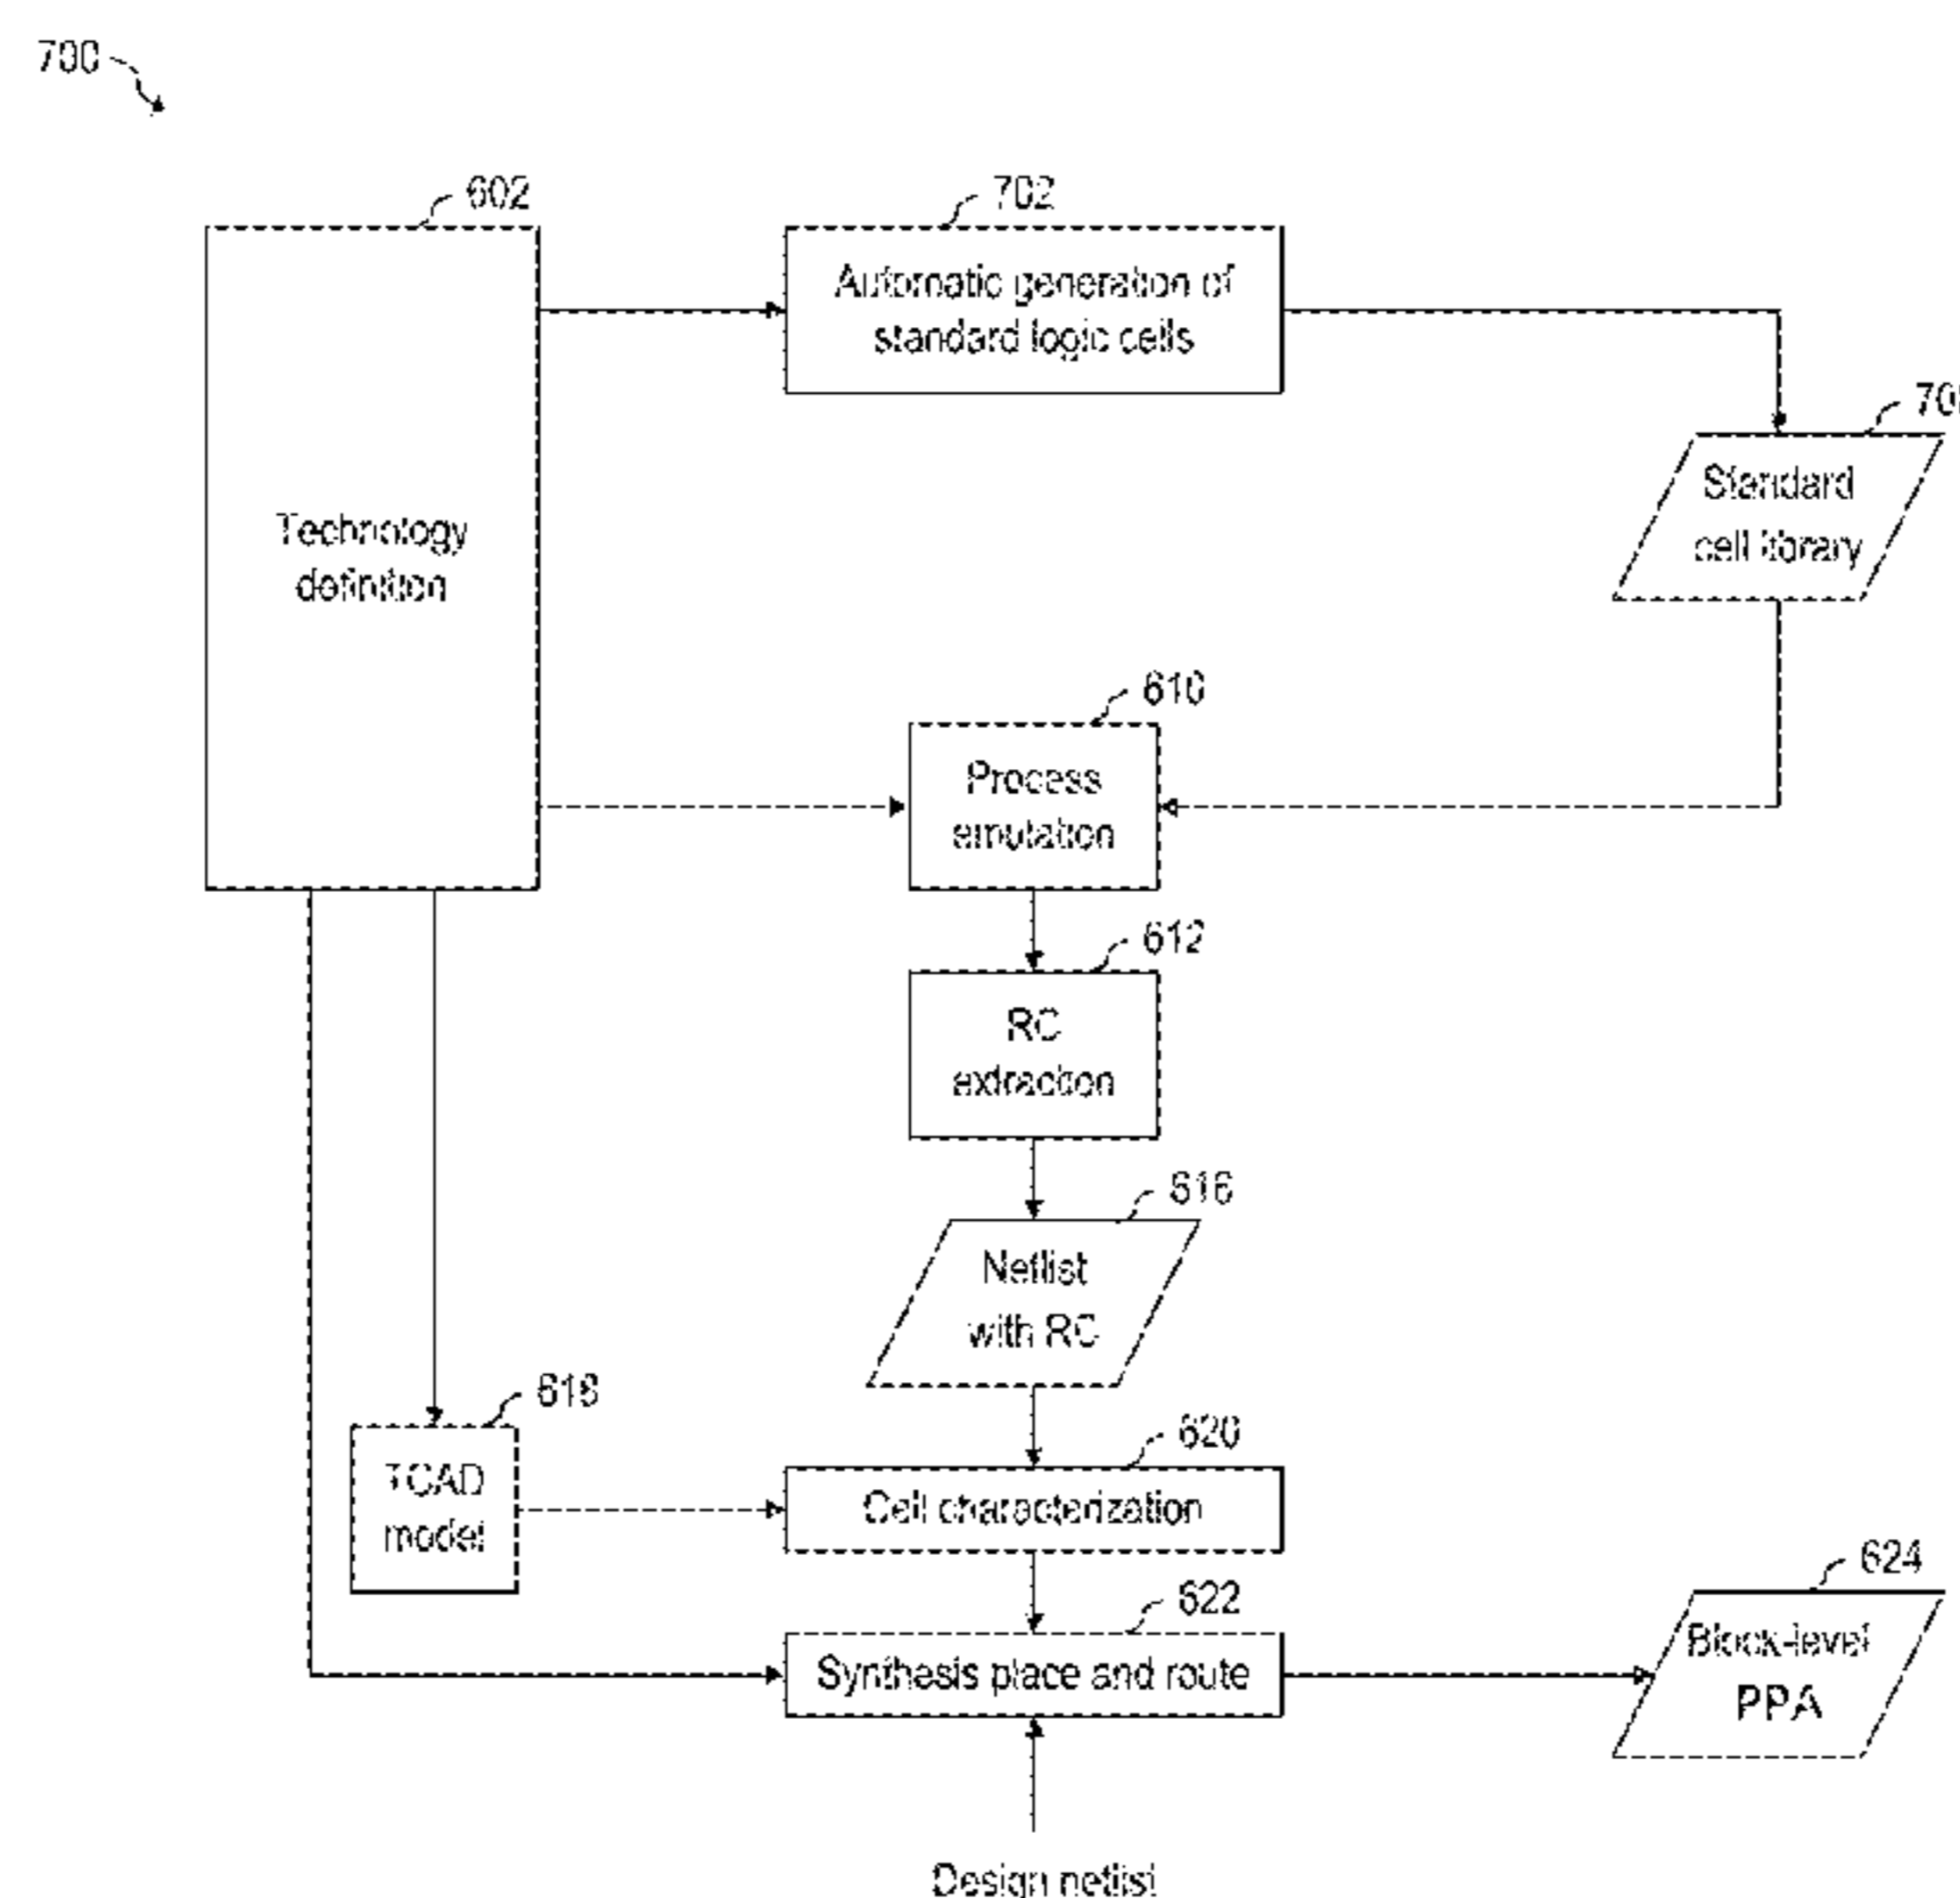 700
602
702
Automatic generation of
standard logic cells
Technology
definition
Standard
cell library
610
Process
emulation
612
RC
extraction
616
Netlist
with RC
618
TCAD
model
620
Cell characterization
622
Synthesis place and route
624
Block-level
PPA
Design netlist